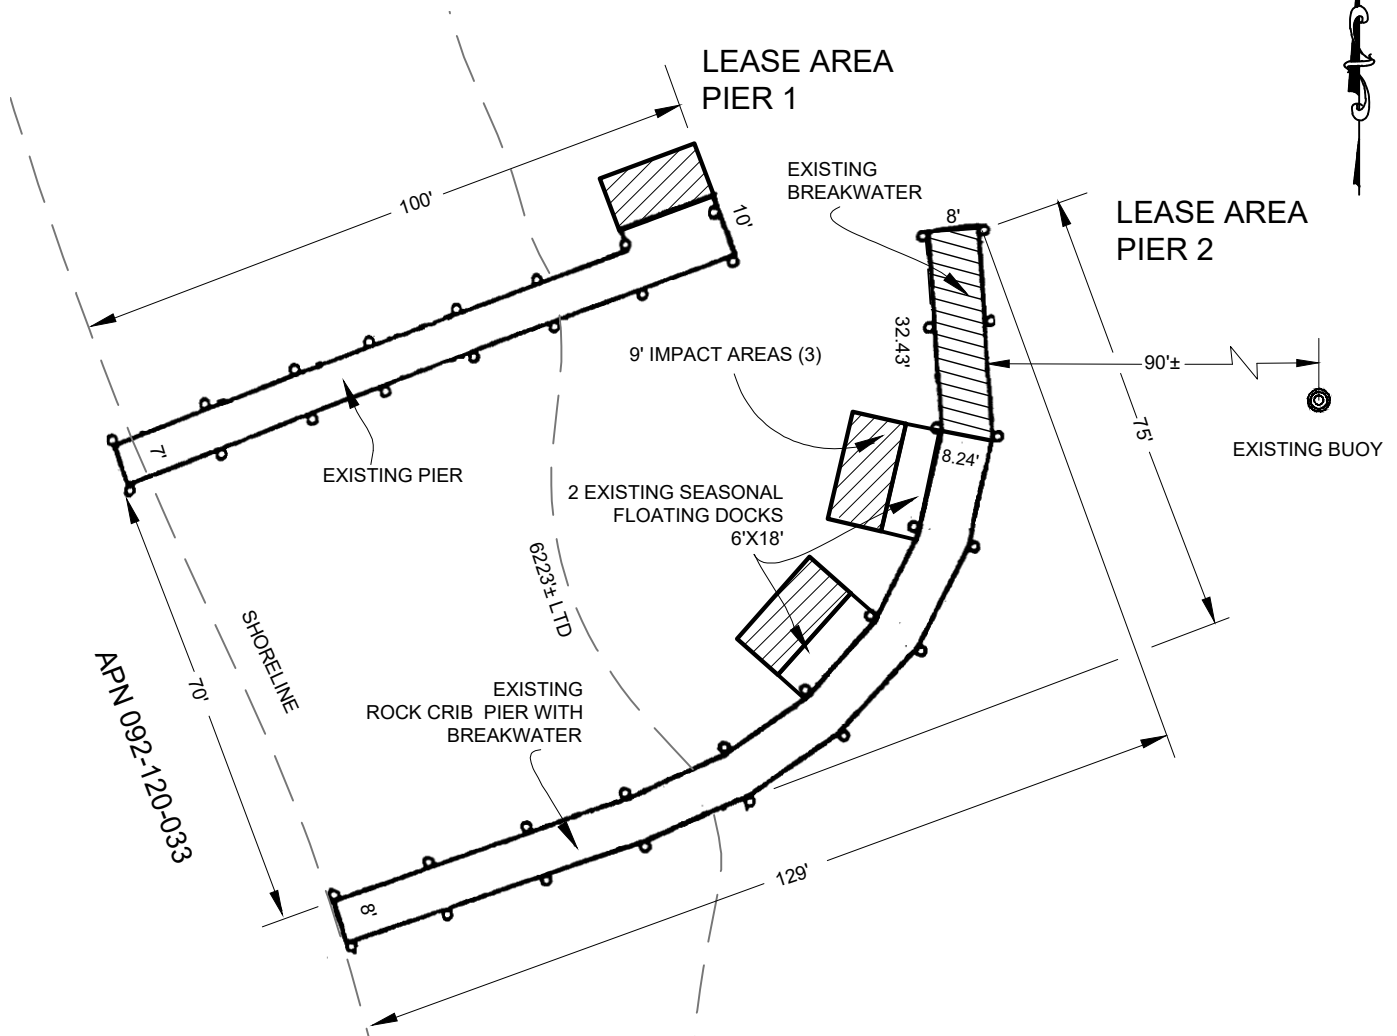 LEASE AREA
PIER 1
100'
10'
EXISTING
BREAKWATER
8'
LEASE AREA
PIER 2
32.43'
9' IMPACT AREAS (3)
90'±
75'
EXISTING BUOY
7'
EXISTING PIER
8.24'
2 EXISTING SEASONAL
FLOATING DOCKS
6'X18'
6223'± LTD
SHORELINE
70'
APN 092-120-033
EXISTING
ROCK CRIB PIER WITH
BREAKWATER
129'
8'